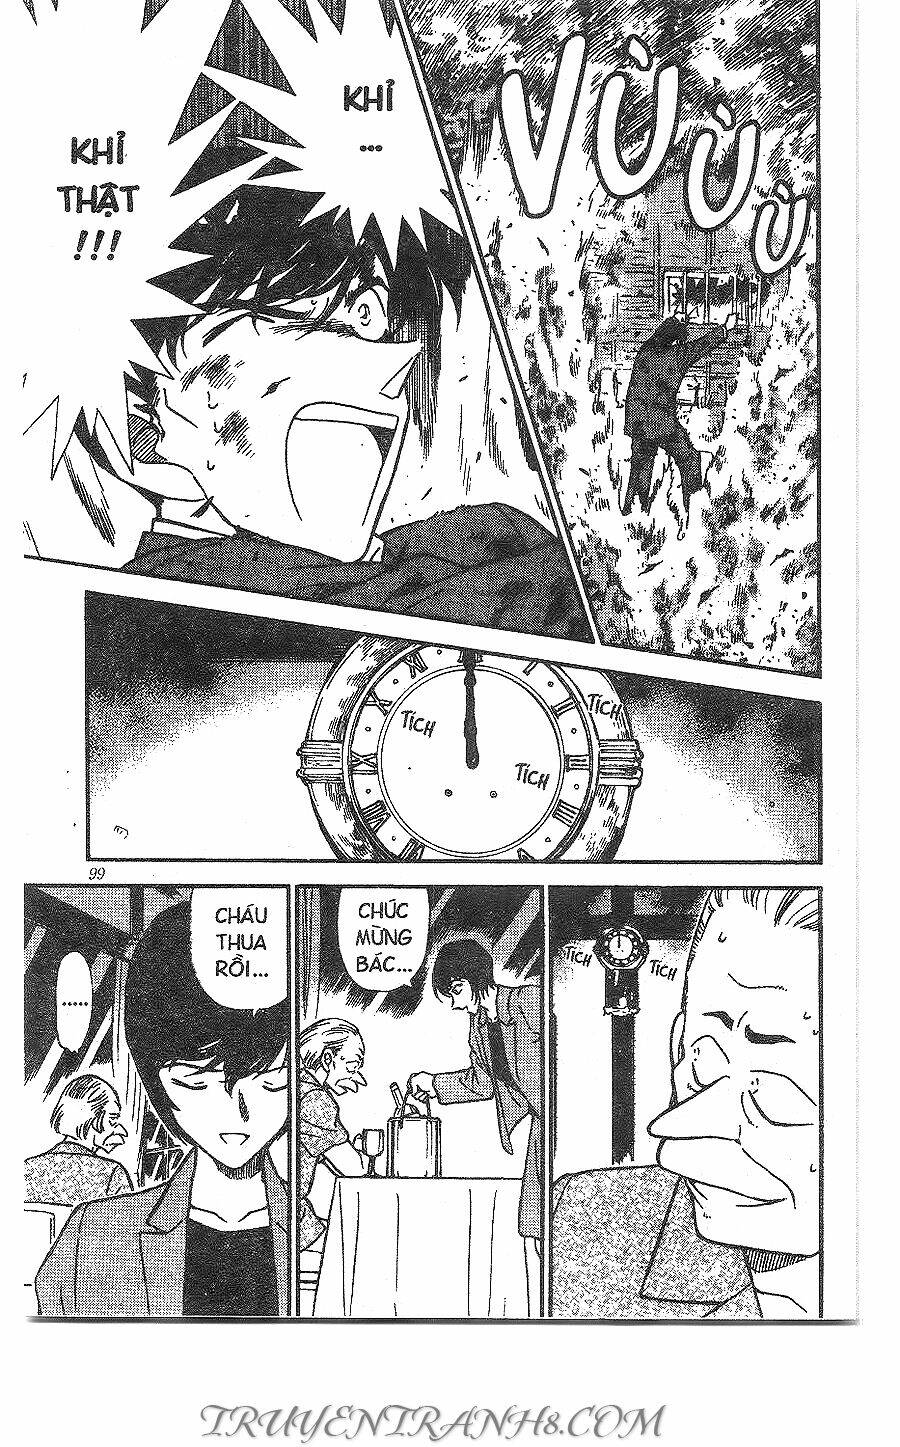 VÙÙÙ
KHỈ
...
KHỈ
THẬT
!!!
TÍCH
TÍCH
TÍCH
99
TÍCH
TÍCH
CHÚC
MỪNG
BÁC...
CHÁU
THUA
RỒI...
......
TRUYENTRANH8.COM